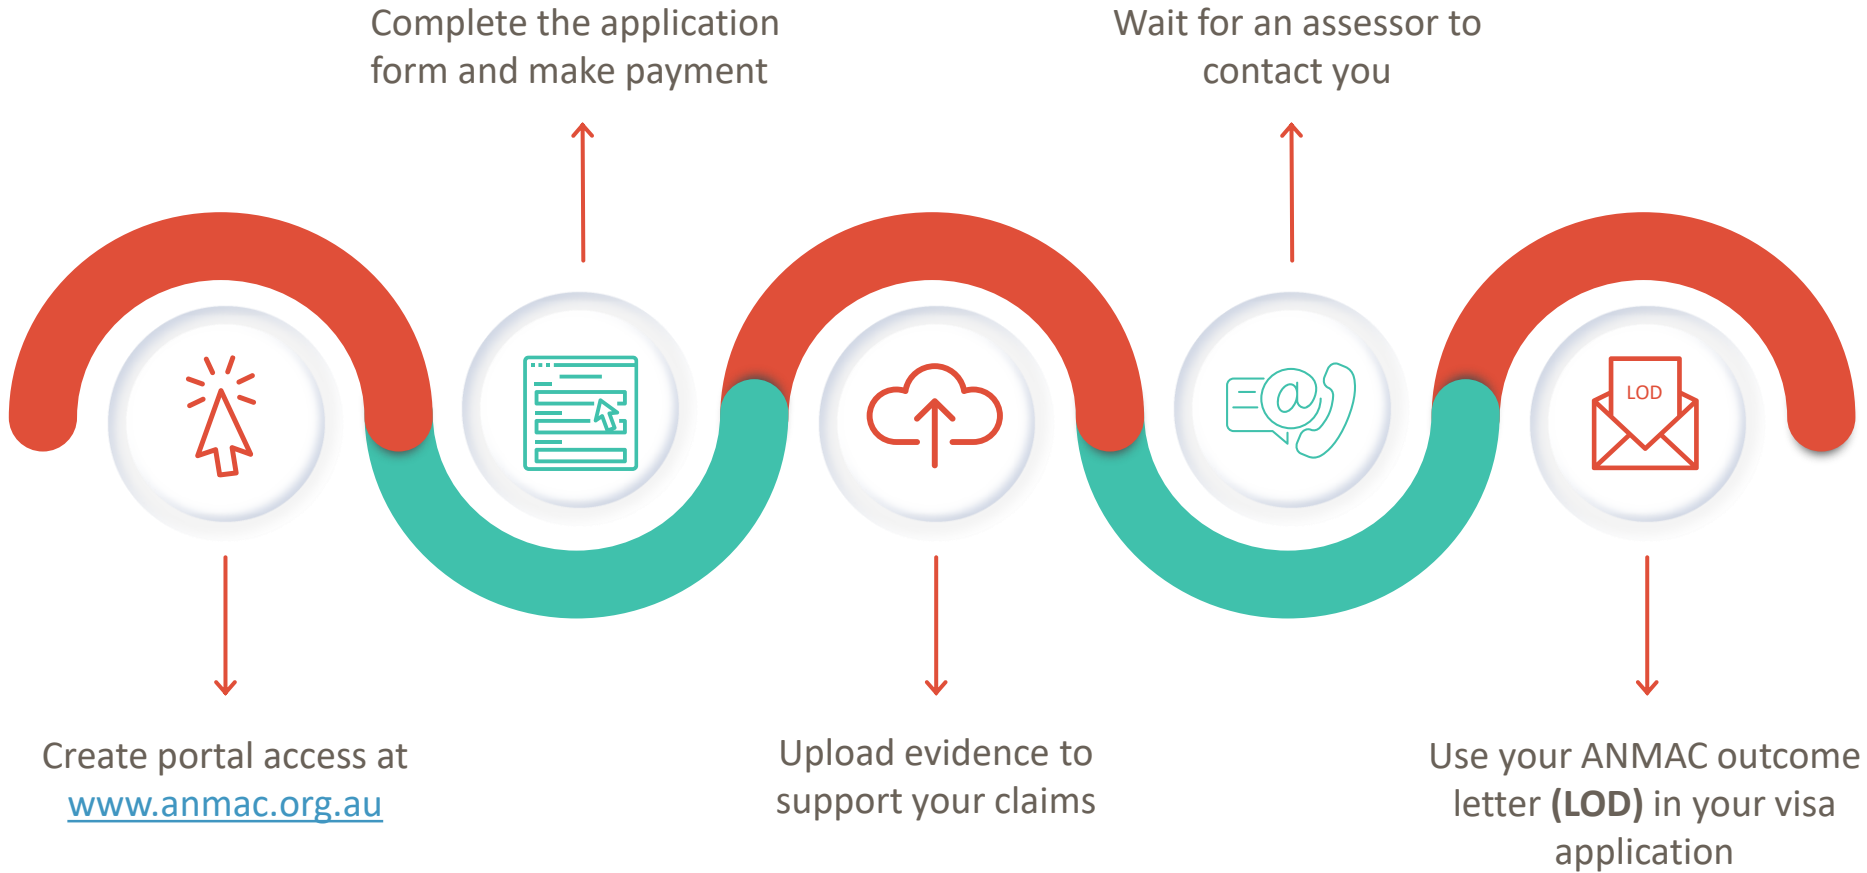 Complete the application
form and make payment
Wait for an assessor to
contact you
LOD
Create portal access at
www.anmac.org.au
Upload evidence to
support your claims
Use your ANMAC outcome
letter (LOD) in your visa
application